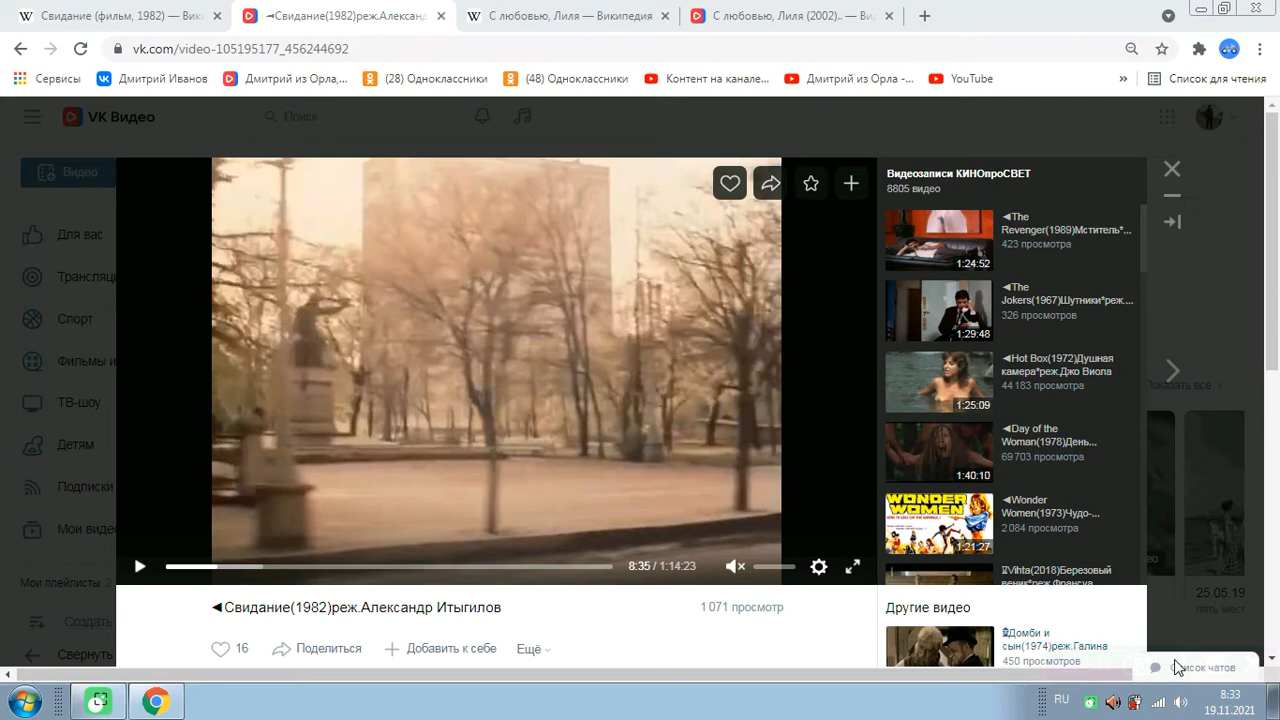 Свидание (фильм, 1982) — Вик
◄Свидание(1982)реж.Александ
С любовью, Лиля — Википедия
С любовью, Лиля (2002).. — Ви
vk.com/video-105195177_456244692
Сервисы
Дмитрий Иванов
Дмитрий из Орла,...
(28) Одноклассники
(48) Одноклассники
Контент на канале...
Дмитрий из Орла -...
YouTube
»
Список для чтения
VK Видео
Поиск
Видео
Для вас
Трансляц
Спорт
Фильмы и
ТВ-шоу
Детям
Подписки
Мои виде
Мои плейлисты 2
Создать
Свернуть
8:35 / 1:14:23
Видеозаписи КИНОпроСВЕТ
8805 видео
◄The
Revenger(1989)Мститель*...
423 просмотра
1:24:52
◄The
Jokers(1967)Шутники*реж....
326 просмотров
1:29:48
◄Hot Box(1972)Душная
камера*реж.Джо Виола
44 183 просмотра
1:25:09
◄Day of the
Woman(1978)День...
69 703 просмотра
1:40:10
WONDER
WOMEN
◄Wonder
Women(1973)Чудо-...
2 084 просмотра
1:21:27
Vihta(2018)Березовый
веник*реж.Франсуа
Показать все
25.05.19
пять меся
◄Свидание(1982)реж.Александр Итыгилов
1 071 просмотр
16
Поделиться
Добавить к себе
Ещё
Другие видео
Домби и
сын(1974)реж.Галина
450 просмотров
Список чатов
RU
8:33
19.11.2021